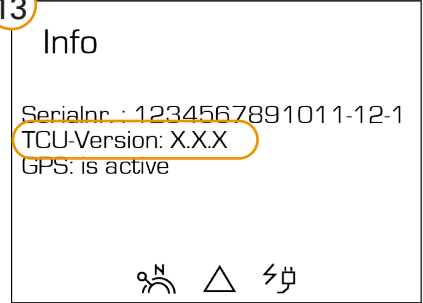 13
Info
Serialnr. : 1234567891011-12-1
TCU-Version: X.X.X
GPS: is active
N